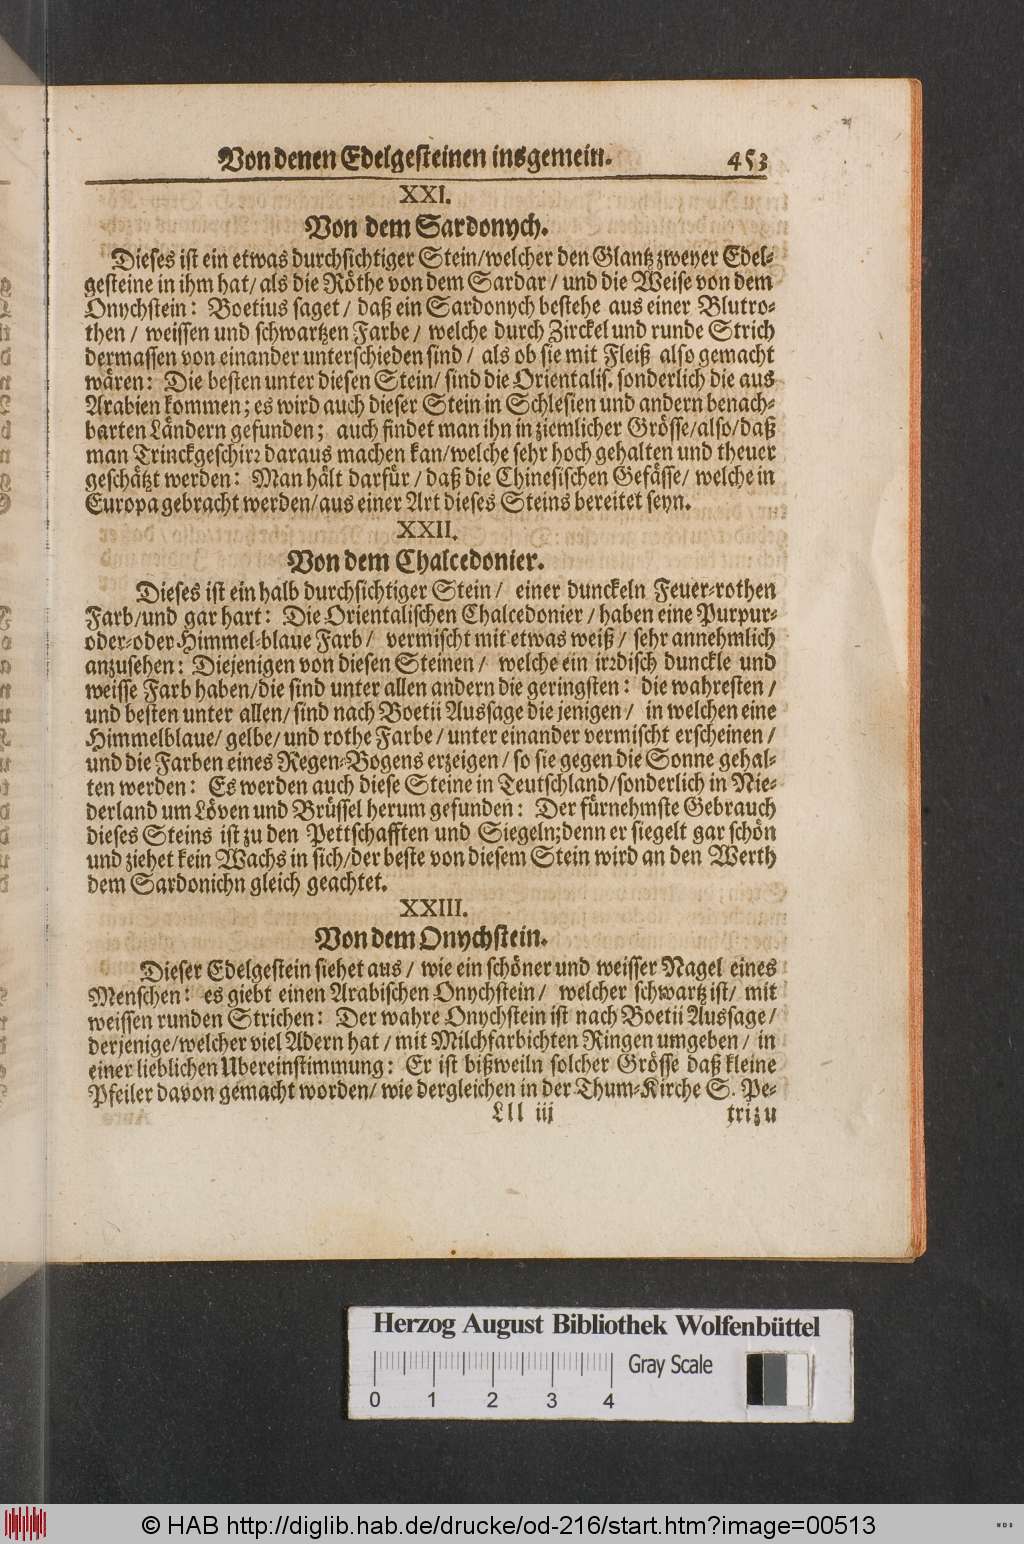 Von denen Edelgesteinen insgemein. 453
XXI.
Von dem Sardonych.
Dieses ist ein etwas durchsichtiger Stein/welcher den Glantz zweyer Edel-
gesteine in ihm hat/als die Röthe von dem Sardar/und die Weise von dem
Onychstein: Boetius saget/ daß ein Sardonych bestehe aus einer Blutro-
then/ weissen und schwartzen Farbe/ welche durch Zirckel und runde Strich
dermassen von einander unterschieden sind/ als ob sie mit Fleiß also gemacht
wären: Die besten unter diesen Stein/ sind die Orientalis. sonderlich die aus
Arabien kommen; es wird auch dieser Stein in Schlesien und andern benach-
barten Ländern gefunden; auch findet man ihn in ziemlicher Grösse/also/daß
man Trinckgeschirr daraus machen kan/welche sehr hoch gehalten und theuer
geschätzt werden: Man hält darfür/ daß die Chinesischen Gefässe/ welche in
Europa gebracht werden/aus einer Art dieses Steins bereitet seyn.
XXII.
Von dem Chalcedonier.
Dieses ist ein halb durchsichtiger Stein/ einer dunckeln Feuer-rothen
Farb/und gar hart: Die Orientalischen Chalcedonier/haben eine Purpur-
oder-oder Himmel-blaue Farb/ vermischt mit etwas weiß/ sehr annehmlich
anzusehen: Diejenigen von diesen Steinen/ welche ein irrdisch dunckle und
weisse Farb haben/die sind unter allen andern die geringsten: die wahresten/
und besten unter allen/sind nach Boetii Aussage die jenigen/ in welchen eine
Himmelblaue/ gelbe/und rothe Farbe/unter einander vermischt erscheinen/
und die Farben eines Regen-Bogens erzeigen/ so sie gegen die Sonne gehal-
ten werden: Es werden auch diese Steine in Teutschland/sonderlich in Nie-
derland um Löven und Brüssel herum gefunden: Der fürnehmste Gebrauch
dieses Steins ist zu den Pettschafften und Siegeln;denn er siegelt gar schön
und ziehet kein Wachs in sich/der beste von diesem Stein wird an den Werth
dem Sardonichn gleich geachtet.
XXIII.
Von dem Onychstein.
Dieser Edelgestein siehet aus/ wie ein schöner und weisser Nagel eines
Menschen: es giebt einen Arabischen Onychstein/ welcher schwartz ist/ mit
weissen runden Strichen: Der wahre Onychstein ist nach Boetii Aussage/
derjenige/welcher viel Adern hat/mit Milchfarbichten Ringen umgeben/ in
einer lieblichen Ubereinstimmung: Er ist bißweiln solcher Grösse daß kleine
Pfeiler davon gemacht worden/ wie dergleichen in der Thum-Kirche S. Pe-
Lll iij trizu
Herzog August Bibliothek Wolfenbüttel
Gray Scale
0 1 2 3 4
© HAB http://diglib.hab.de/drucke/od-216/start.htm?image=00513